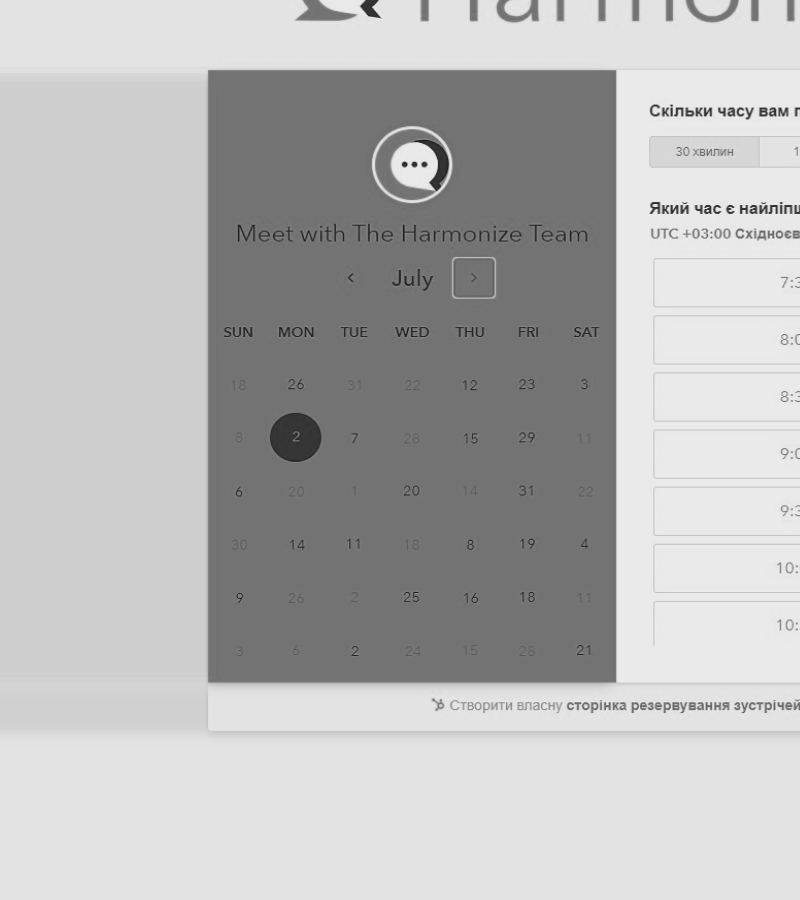 Harmoni
Meet with The Harmonize Team
July
SUN MON TUE WED THU FRI SAT
18 26 31 22 12 23 3
8 2 7 28 15 29 11
6 20 1 20 14 31 22
30 14 11 18 8 19 4
9 26 2 25 16 18 11
3 6 2 24 15 28 21
Скільки часу вам
30 хвилин
Який час є
UTC +03:00
7:3
8:0
8:3
9:0
9:3
10:
10:
Створити власну сторінка резервування зустрічей